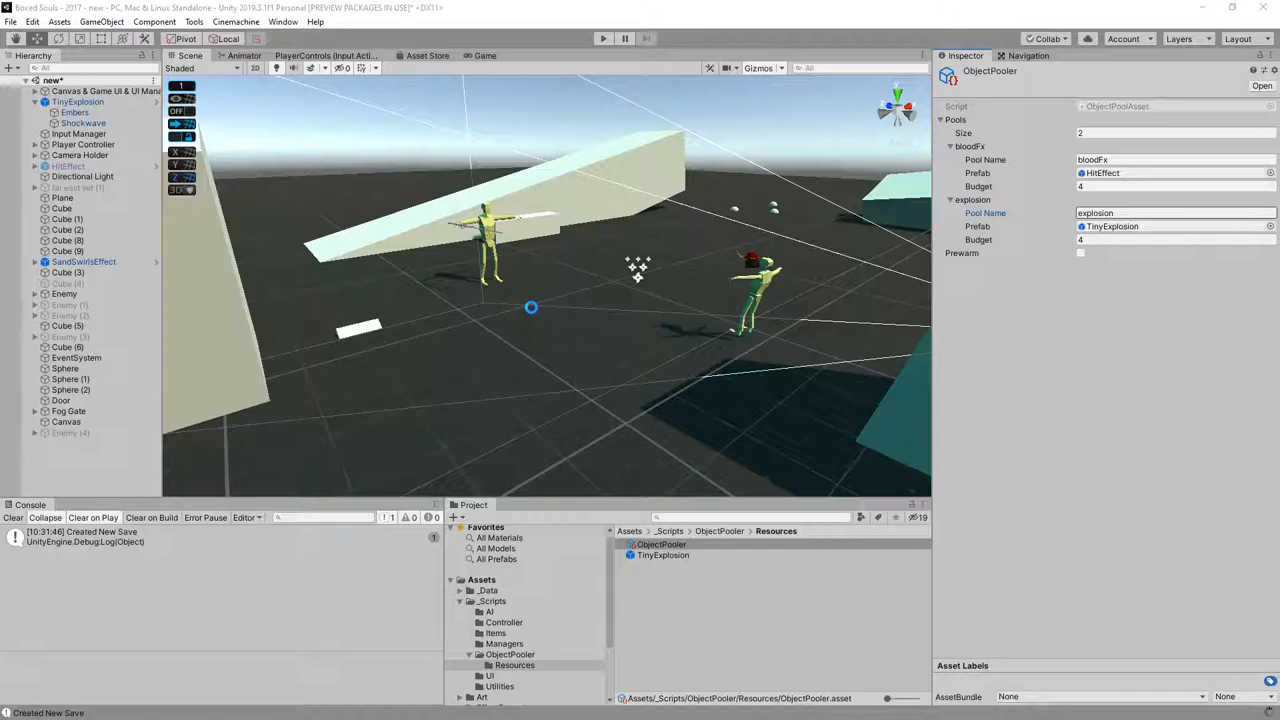 Boxed Souls - 2017 - new - PC, Mac & Linux Standalone - Unity 2019.3.1f1 Personal [PREVIEW PACKAGES IN USE]* <DX11>
File Edit Assets GameObject Component Tools Cinemachine Window Help
Pivot Local Collab Account Layers Layout
Hierarchy Scene Animator PlayerControls (Input Acti... Asset Store Game Inspector Navigation
All Shaded 2D 0 Gizmos All
ObjectPooler
Open
new*
Canvas & Game UI & UI Mana
TinyExplosion
Embers
Shockwave
Input Manager
Player Controller
Camera Holder
HitEffect
Directional Light
far east set (1)
Plane
Cube
Cube (1)
Cube (2)
Cube (8)
Cube (9)
SandSwirlsEffect
Cube (3)
Cube (4)
Enemy
Enemy (1)
Enemy (2)
Cube (5)
Enemy (3)
Cube (6)
EventSystem
Sphere
Sphere (1)
Sphere (2)
Door
Fog Gate
Canvas
Enemy (4)
1
OFF
X
Y
Z
3D
Script ObjectPoolAsset
Pools
Size 2
bloodFx
Pool Name bloodFx
Prefab HitEffect
Budget 4
explosion
Pool Name explosion
Prefab TinyExplosion
Budget 4
Prewarm
Console
Clear Collapse Clear on Play Clear on Build Error Pause Editor 1 0 0
[10:31:46] Created New Save
UnityEngine.Debug:Log(Object)
1
Project
19
Favorites
All Materials
All Models
All Prefabs
Assets
_Data
_Scripts
AI
Controller
Items
Managers
ObjectPooler
Resources
UI
Utilities
Art
Assets _Scripts ObjectPooler Resources
ObjectPooler
TinyExplosion
Assets/_Scripts/ObjectPooler/Resources/ObjectPooler.asset
Asset Labels
AssetBundle None None
Created New Save